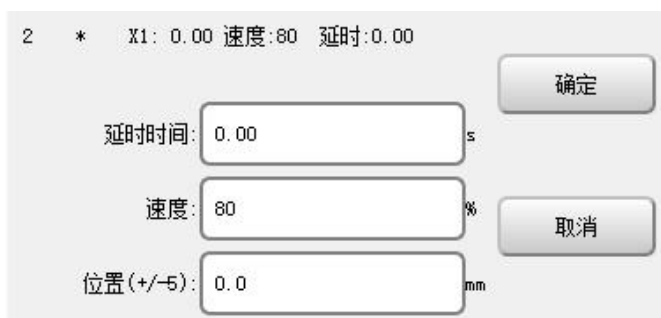 2 * X1: 0.00 速度:80 延时:0.00
确定
延时时间: 0.00 s
速度: 80 %
取消
位置(+/-5): 0.0 mm